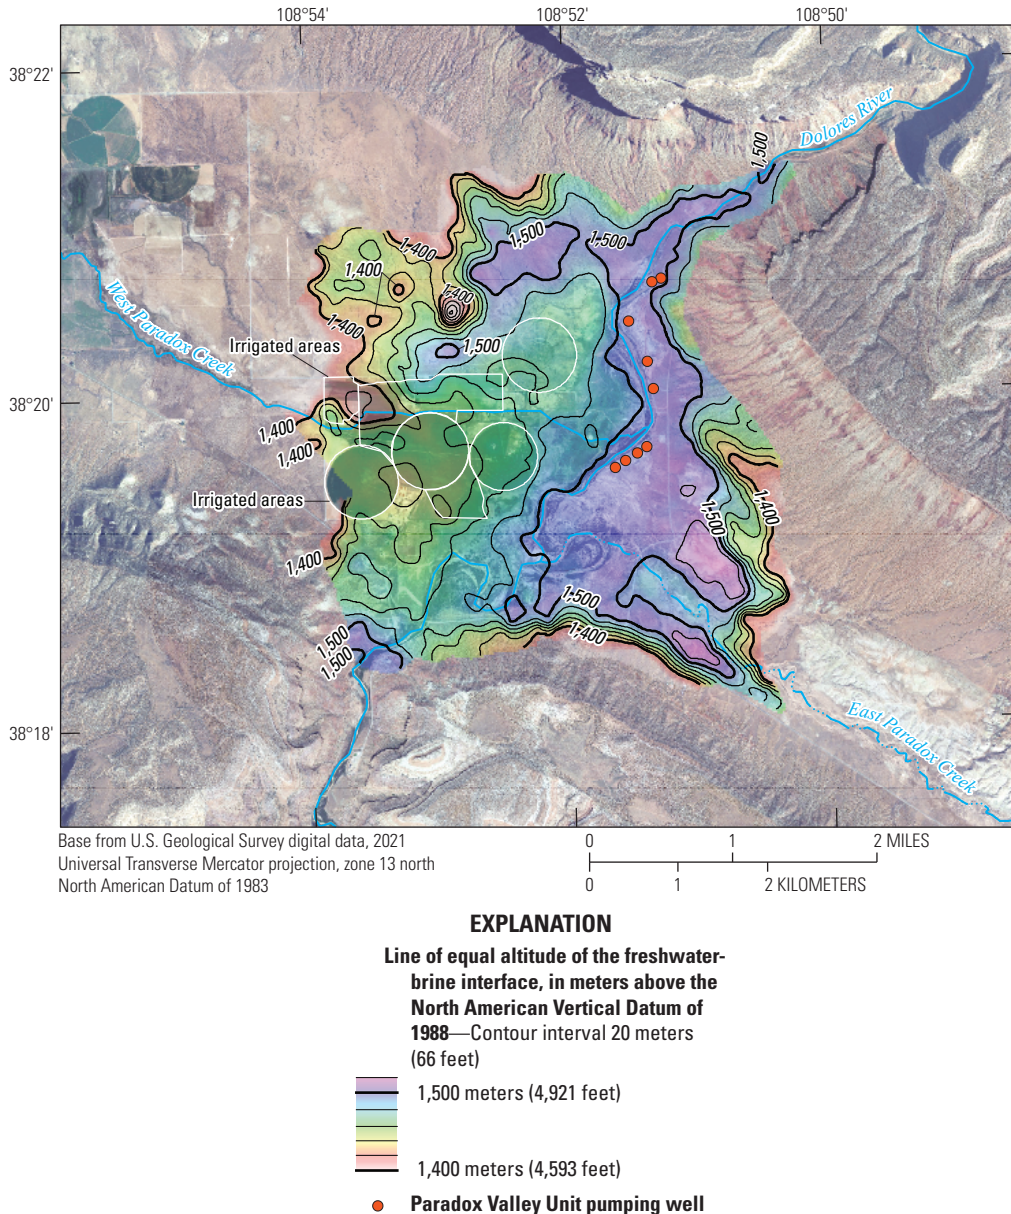 108°54'
108°52'
108°50'
38°22'
Dolores River
1,500
1,500
1,500
1,400
1,400
1,400
1,400
West Paradox Creek
Irrigated areas
1,500
38°20'
1,400
1,400
1,400
Irrigated areas
1,500
1,400
1,500
1,400
1,500
1,500
East Paradox Creek
38°18'
Base from U.S. Geological Survey digital data, 2021
Universal Transverse Mercator projection, zone 13 north
North American Datum of 1983
0 1 2 MILES
0 1 2 KILOMETERS
EXPLANATION
Line of equal altitude of the freshwater-
brine interface, in meters above the
North American Vertical Datum of
1988—Contour interval 20 meters
(66 feet)
1,500 meters (4,921 feet)
1,400 meters (4,593 feet)
Paradox Valley Unit pumping well